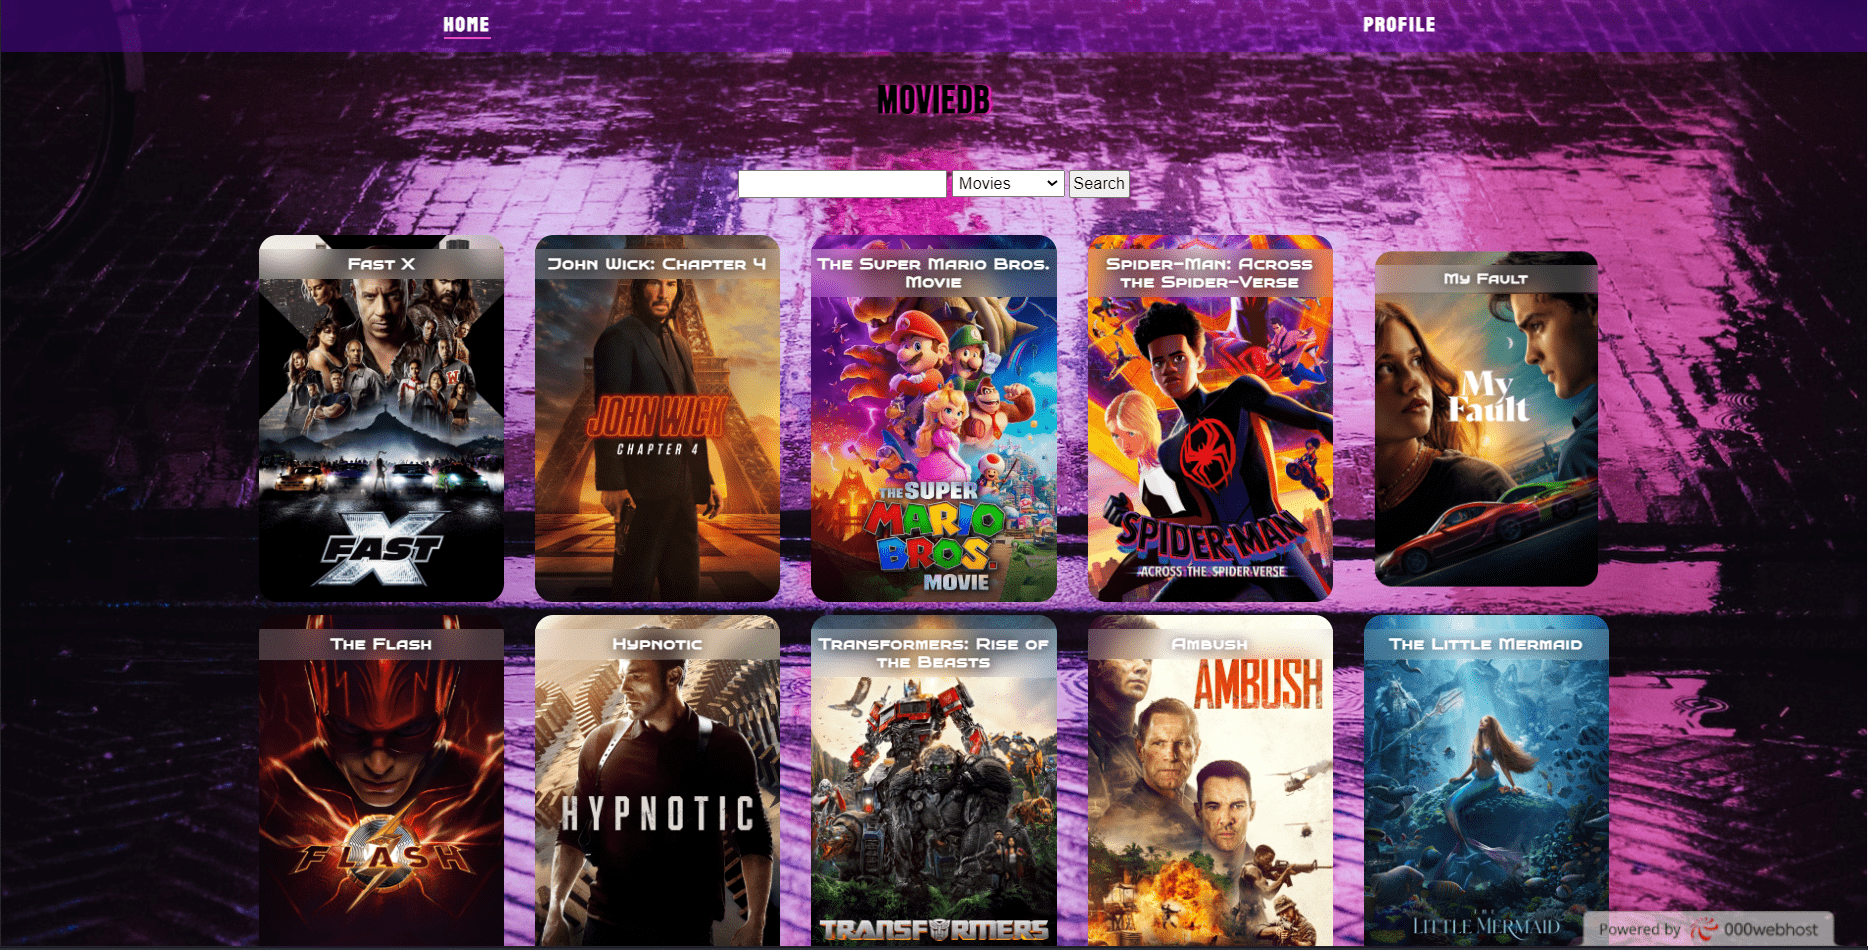 HOME
PROFILE
MOVIEDB
Movies
Search
Fast X
John Wick: Chapter 4
The Super Mario Bros.
Movie
Spider-Man: Across
the Spider-Verse
My Fault
FAST
X
JOHN WICK
CHAPTER 4
THE SUPER
MARIO
BROS.
MOVIE
SPIDER-MAN
ACROSS THE SPIDER-VERSE
My
Fault
The Flash
Hypnotic
Transformers: Rise of
the Beasts
Ambush
The Little Mermaid
FLASH
HYPNOTIC
TRANSFORMERS
AMBUSH
THE
LITTLE MERMAID
Powered by 000webhost